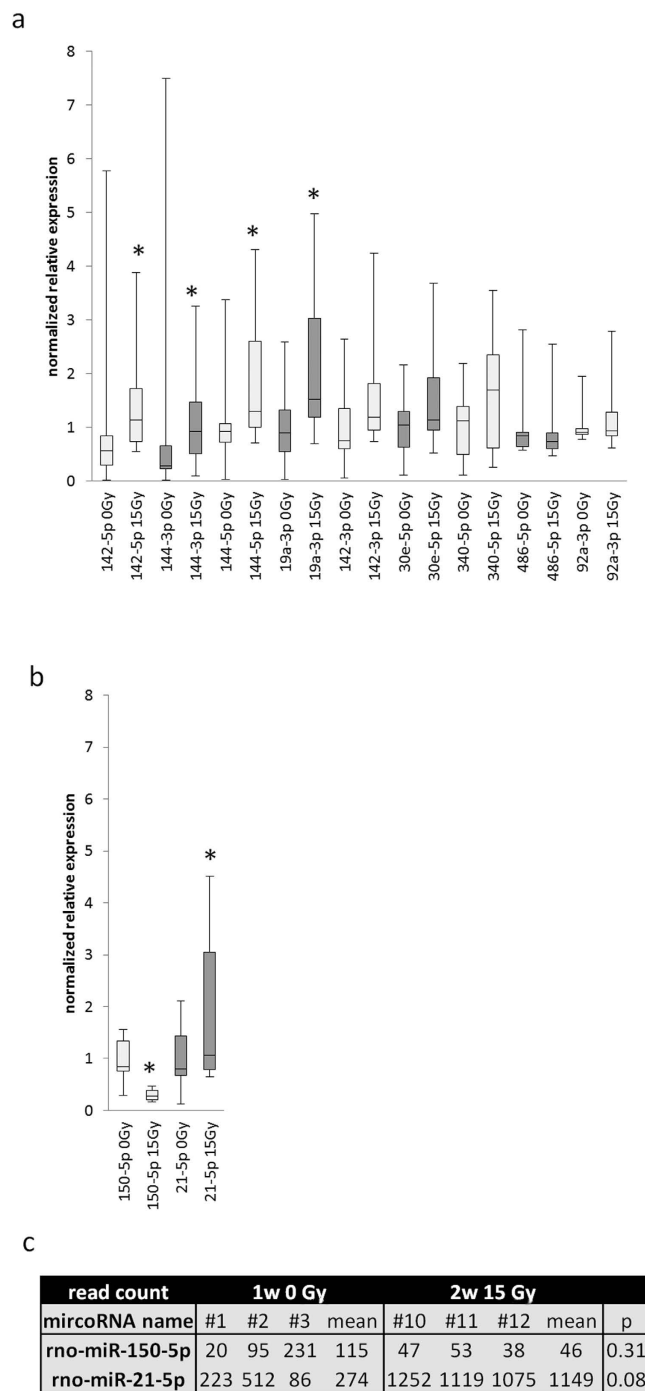 a
8
7
6
5
4
3
2
1
0
normalized relative expression
*
*
*
*
142-5p 0Gy
142-5p 15Gy
144-3p 0Gy
144-3p 15Gy
144-5p 0Gy
144-5p 15Gy
19a-3p 0Gy
19a-3p 15Gy
142-3p 0Gy
142-3p 15Gy
30e-5p 0Gy
30e-5p 15Gy
340-5p 0Gy
340-5p 15Gy
486-5p 0Gy
486-5p 15Gy
92a-3p 0Gy
92a-3p 15Gy
b
8
7
6
5
4
3
2
1
0
normalized relative expression
*
*
150-5p 0Gy
150-5p 15Gy
21-5p 0Gy
21-5p 15Gy
c
read count 1w 0 Gy 2w 15 Gy
mircoRNA name #1 #2 #3 mean #10 #11 #12 mean p
rno-miR-150-5p 20 95 231 115 47 53 38 46 0.31
rno-miR-21-5p 223 512 86 274 1252 1119 1075 1149 0.08